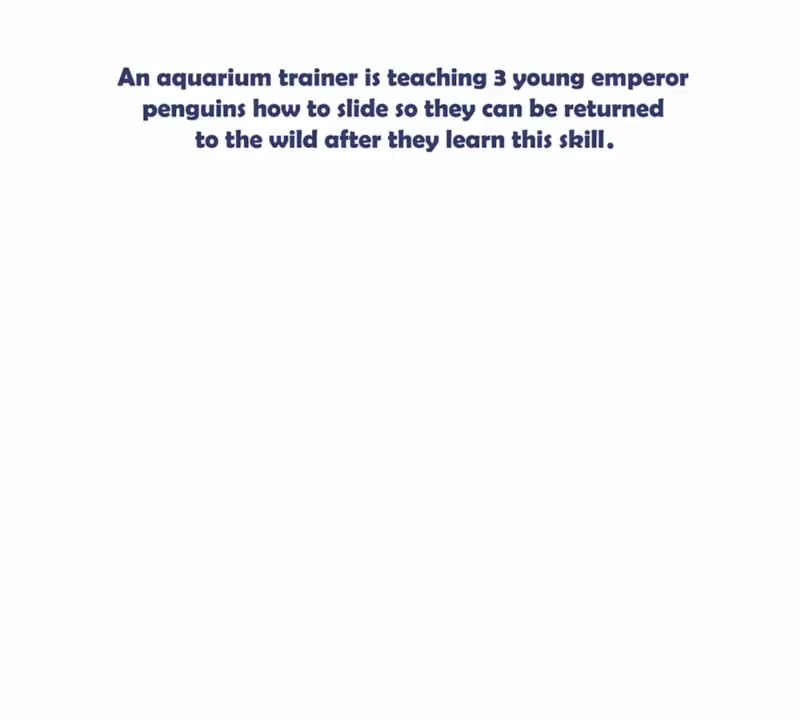 An aquarium trainer is teaching 3 young emperor
penguins how to slide so they can be returned
to the wild after they learn this skill.